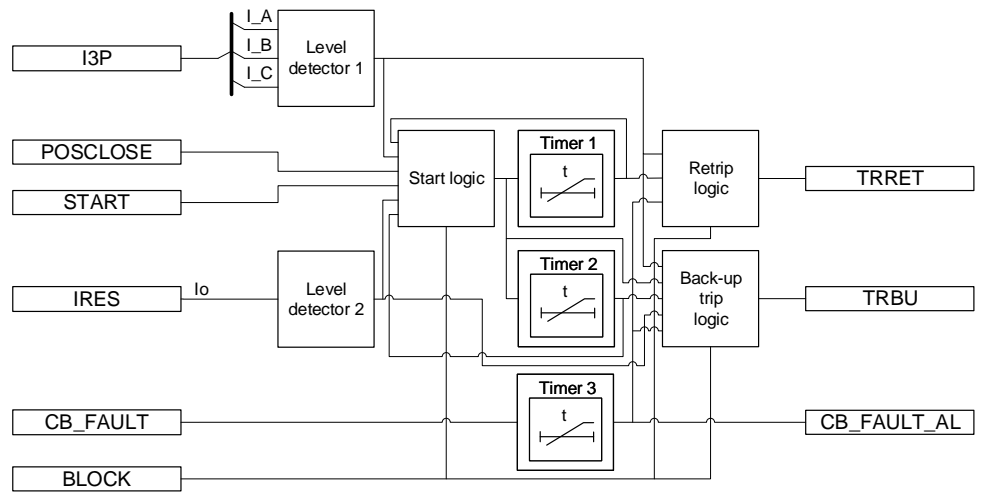 I_A
I3P
I_B
I_C
Level
detector 1
POSCLOSE
START
Start logic
Timer 1
t
Retrip
logic
TRRET
IRES
Io
Level
detector 2
Timer 2
t
Back-up
trip
logic
TRBU
CB_FAULT
Timer 3
t
CB_FAULT_AL
BLOCK